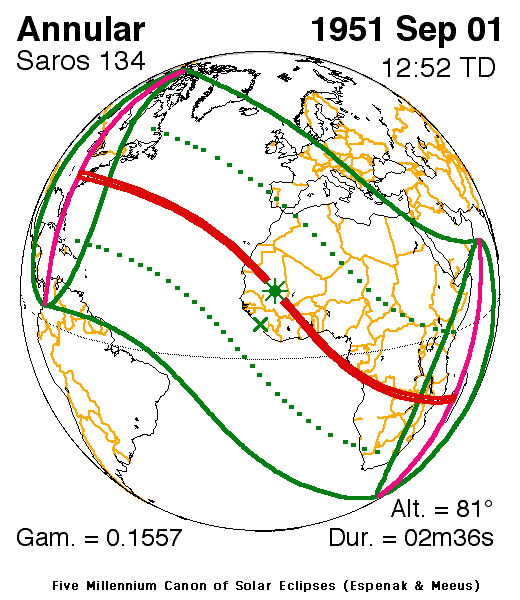 Annular
1951 Sep 01
Saros 134
12:52 TD
Alt. = 81°
Gam. = 0.1557
Dur. = 02m36s
Five Millennium Canon of Solar Eclipses (Espenak & Meeus)